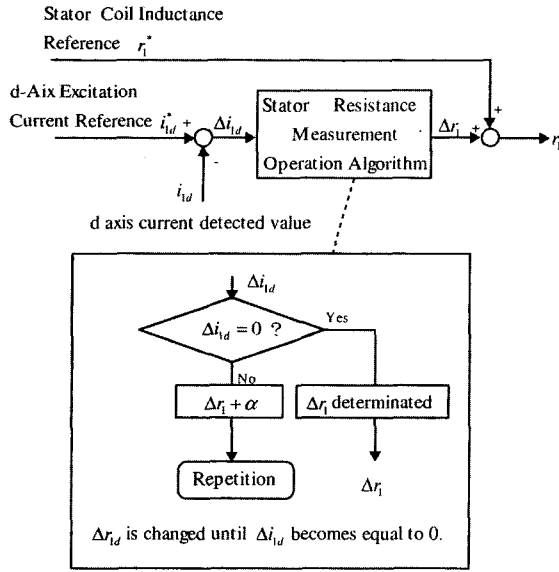 Stator Coil Inductance
Reference r₁*
d-Aix Excitation
Current Reference i₁d* + Δi₁d
-
Stator Resistance
Measurement
Operation Algorithm
Δr₁ +
+
r₁
i₁d
d axis current detected value
Δi₁d
Δi₁d = 0 ?
Yes
No
Δr₁ + α
Δr₁ determinated
Repetition
Δr₁
Δr₁d is changed until Δi₁d becomes equal to 0.